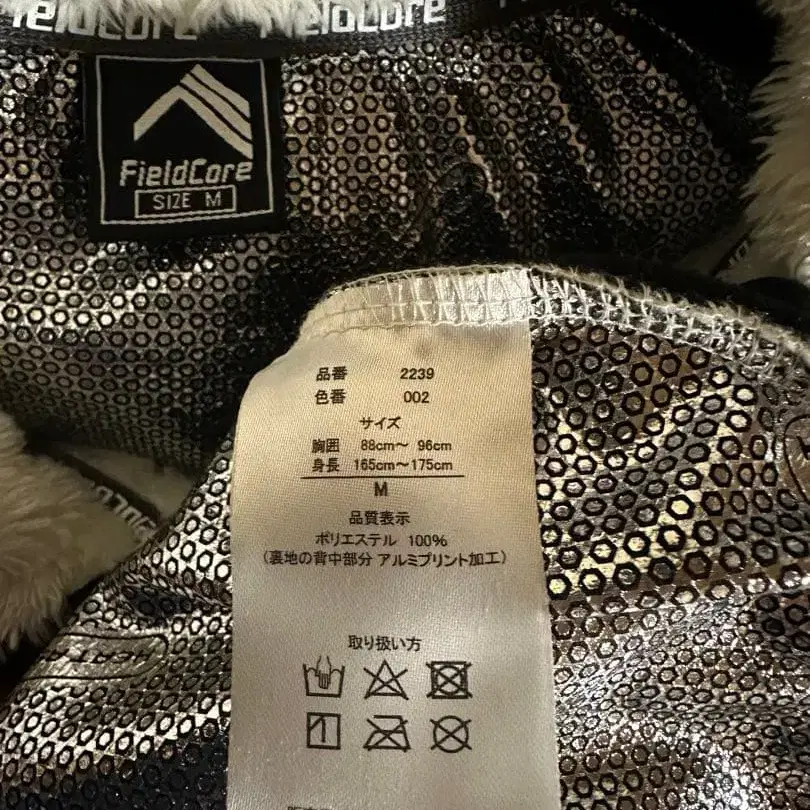 FieldCore FieldCore
FieldCore
SIZE M
品番 2239
色番 002
サイズ
胸囲 88cm～ 96cm
身長 165cm～175cm
M
品質表示
ポリエステル 100%
(裏地の背中部分 アルミプリント加工)
取り扱い方